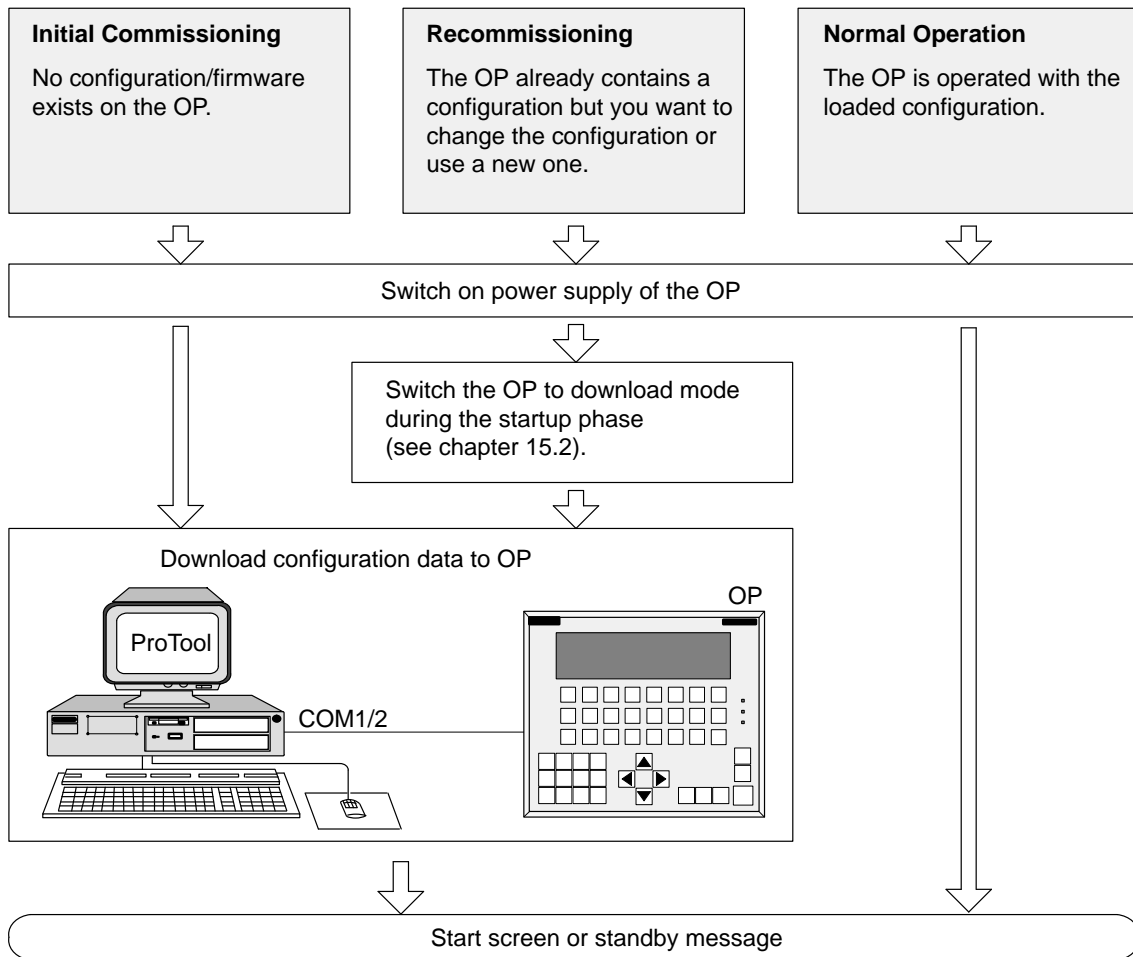 Initial Commissioning
No configuration/firmware
exists on the OP.
Recommissioning
The OP already contains a
configuration but you want to
change the configuration or
use a new one.
Normal Operation
The OP is operated with the
loaded configuration.
Switch on power supply of the OP
Switch the OP to download mode
during the startup phase
(see chapter 15.2).
Download configuration data to OP
OP
ProTool
COM1/2
Start screen or standby message